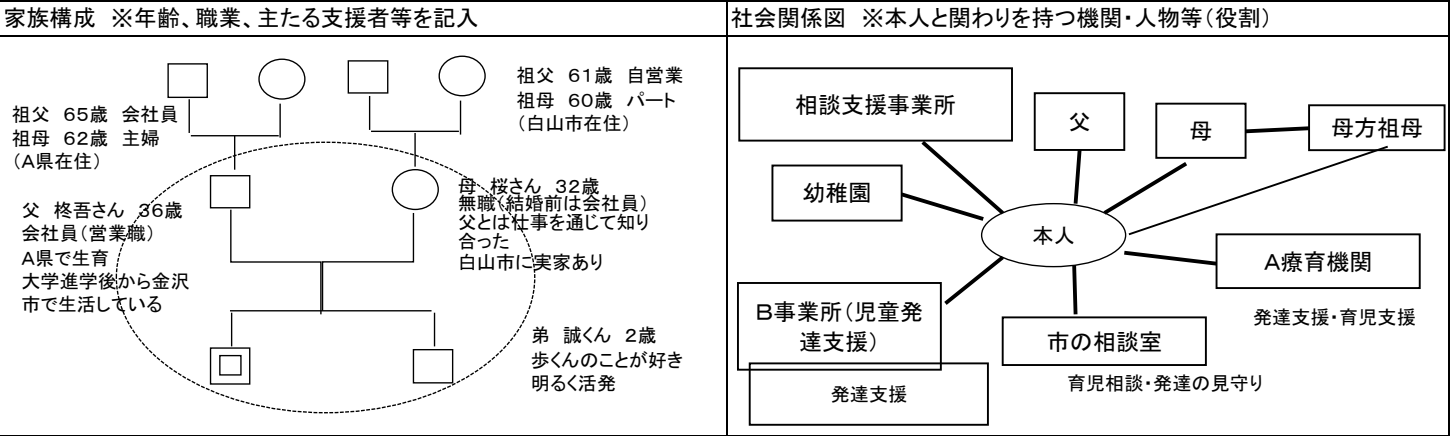 家族構成 ※年齢、職業、主たる支援者等を記入
祖父 65歳 会社員
祖母 62歳 主婦
（A県在住）
祖父 61歳 自営業
祖母 60歳 パート
（白山市在住）
父 柊吾さん 36歳
会社員（営業職）
A県で生育
大学進学後から金沢
市で生活している
母 桜さん 32歳
無職（結婚前は会社員）
父とは仕事を通じて知り
合った
白山市に実家あり
弟 誠くん 2歳
歩くんのことが好き
明るく活発
社会関係図 ※本人と関わりを持つ機関・人物等（役割）
相談支援事業所
父
母
母方祖母
幼稚園
本人
A療育機関
発達支援・育児支援
B事業所（児童発
達支援）
発達支援
市の相談室
育児相談・発達の見守り